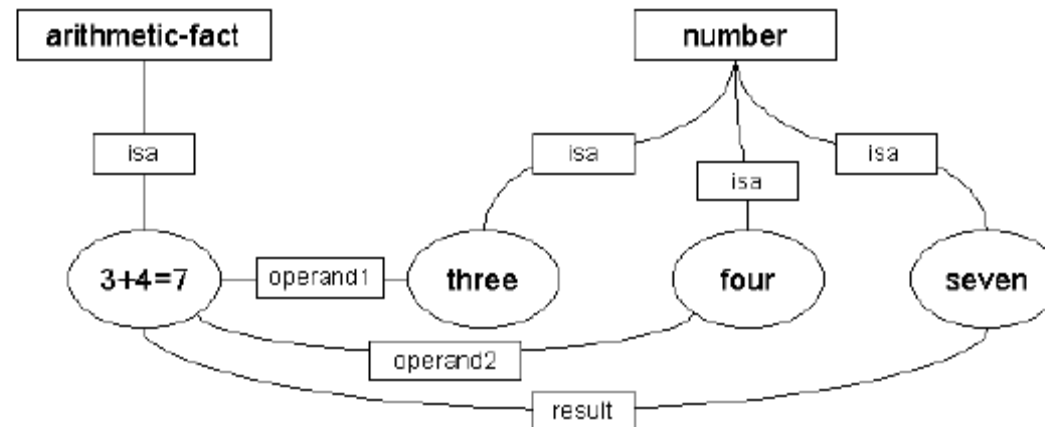 arithmetic-fact
number
isa
isa
isa
isa
3+4=7
operand1
three
four
seven
operand2
result